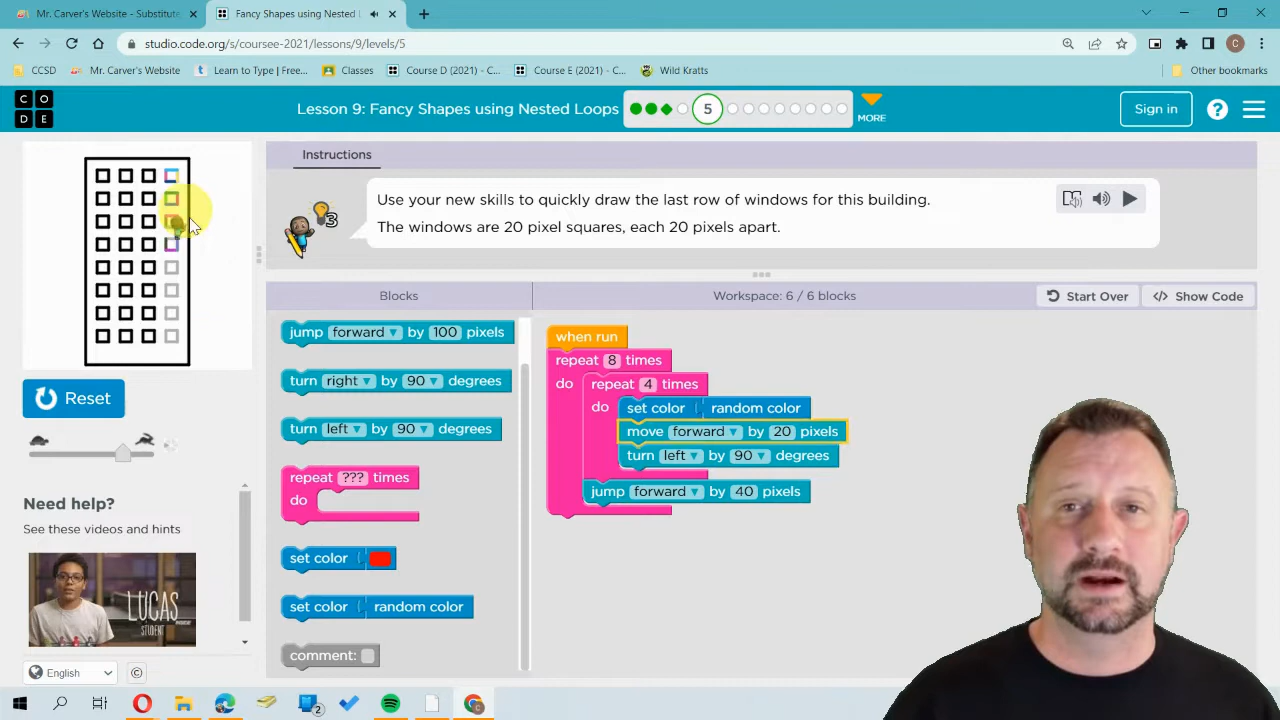 Mr. Carver's Website - Substitute
Fancy Shapes using Nested L
studio.code.org/s/coursee-2021/lessons/9/levels/5
C
CCSD
Mr. Carver's Website
Learn to Type | Free...
Classes
Course D (2021) - C...
Course E (2021) - C...
Wild Kratts
Other bookmarks
C O
D E
Lesson 9: Fancy Shapes using Nested Loops
5
MORE
Sign in
?
Instructions
3
Use your new skills to quickly draw the last row of windows for this building.
The windows are 20 pixel squares, each 20 pixels apart.
Blocks
Workspace: 6 / 6 blocks
Start Over
</> Show Code
jump forward by 100 pixels
turn right by 90 degrees
turn left by 90 degrees
repeat ??? times
do
set color
set color random color
comment:
when run
repeat 8 times
do repeat 4 times
do set color random color
move forward by 20 pixels
turn left by 90 degrees
jump forward by 40 pixels
Reset
Need help?
See these videos and hints
LUCAS
STUDENT
English
©
2